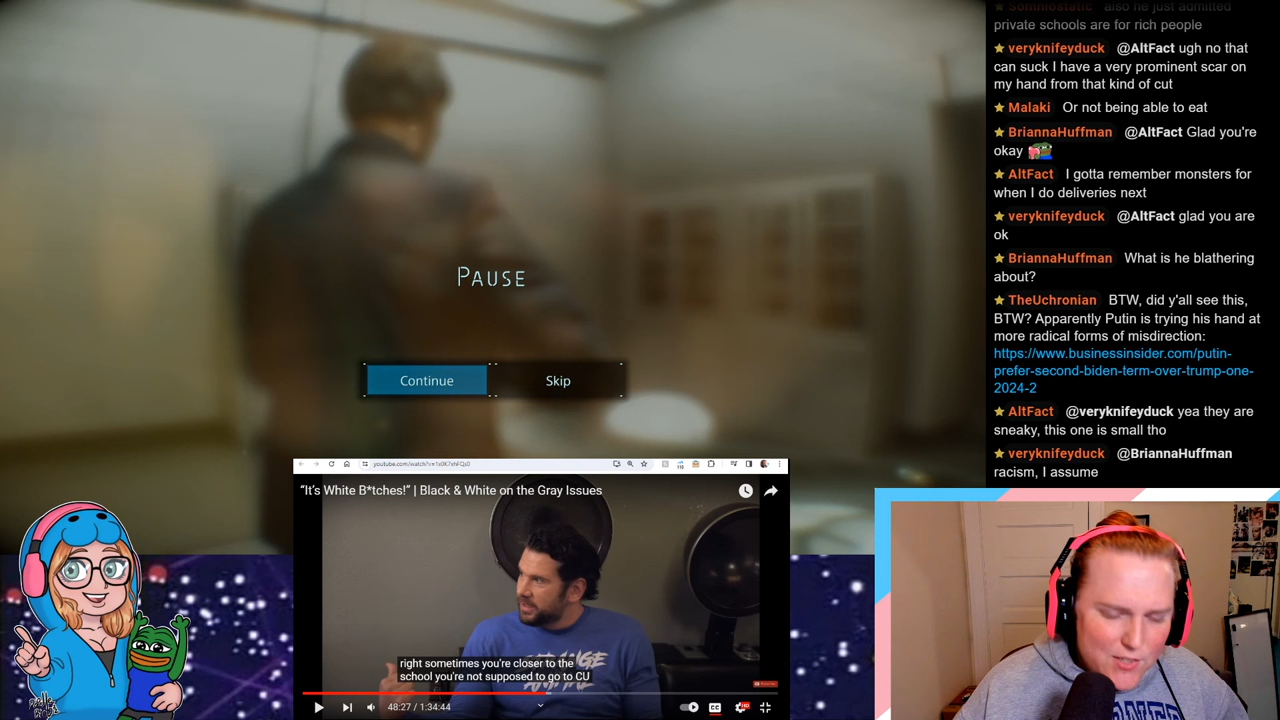 Somniostatic also he just admitted
private schools are for rich people
veryknifeyduck @AltFact ugh no that
can suck I have a very prominent scar on
my hand from that kind of cut
Malaki Or not being able to eat
BriannaHuffman @AltFact Glad you're
okay
AltFact I gotta remember monsters for
when I do deliveries next
veryknifeyduck @AltFact glad you are
ok
BriannaHuffman What is he blathering
about?
TheUchronian BTW, did y'all see this,
BTW? Apparently Putin is trying his hand at
more radical forms of misdirection:
https://www.businessinsider.com/putin-
prefer-second-biden-term-over-trump-one-
2024-2
AltFact @veryknifeyduck yea they are
sneaky, this one is small tho
veryknifeyduck @BriannaHuffman
racism, I assume
PAUSE
Continue Skip
“It’s White B*tches!” | Black & White on the Gray Issues
right sometimes you're closer to the
school you're not supposed to go to CU
48:27 / 1:34:44
CC
HD